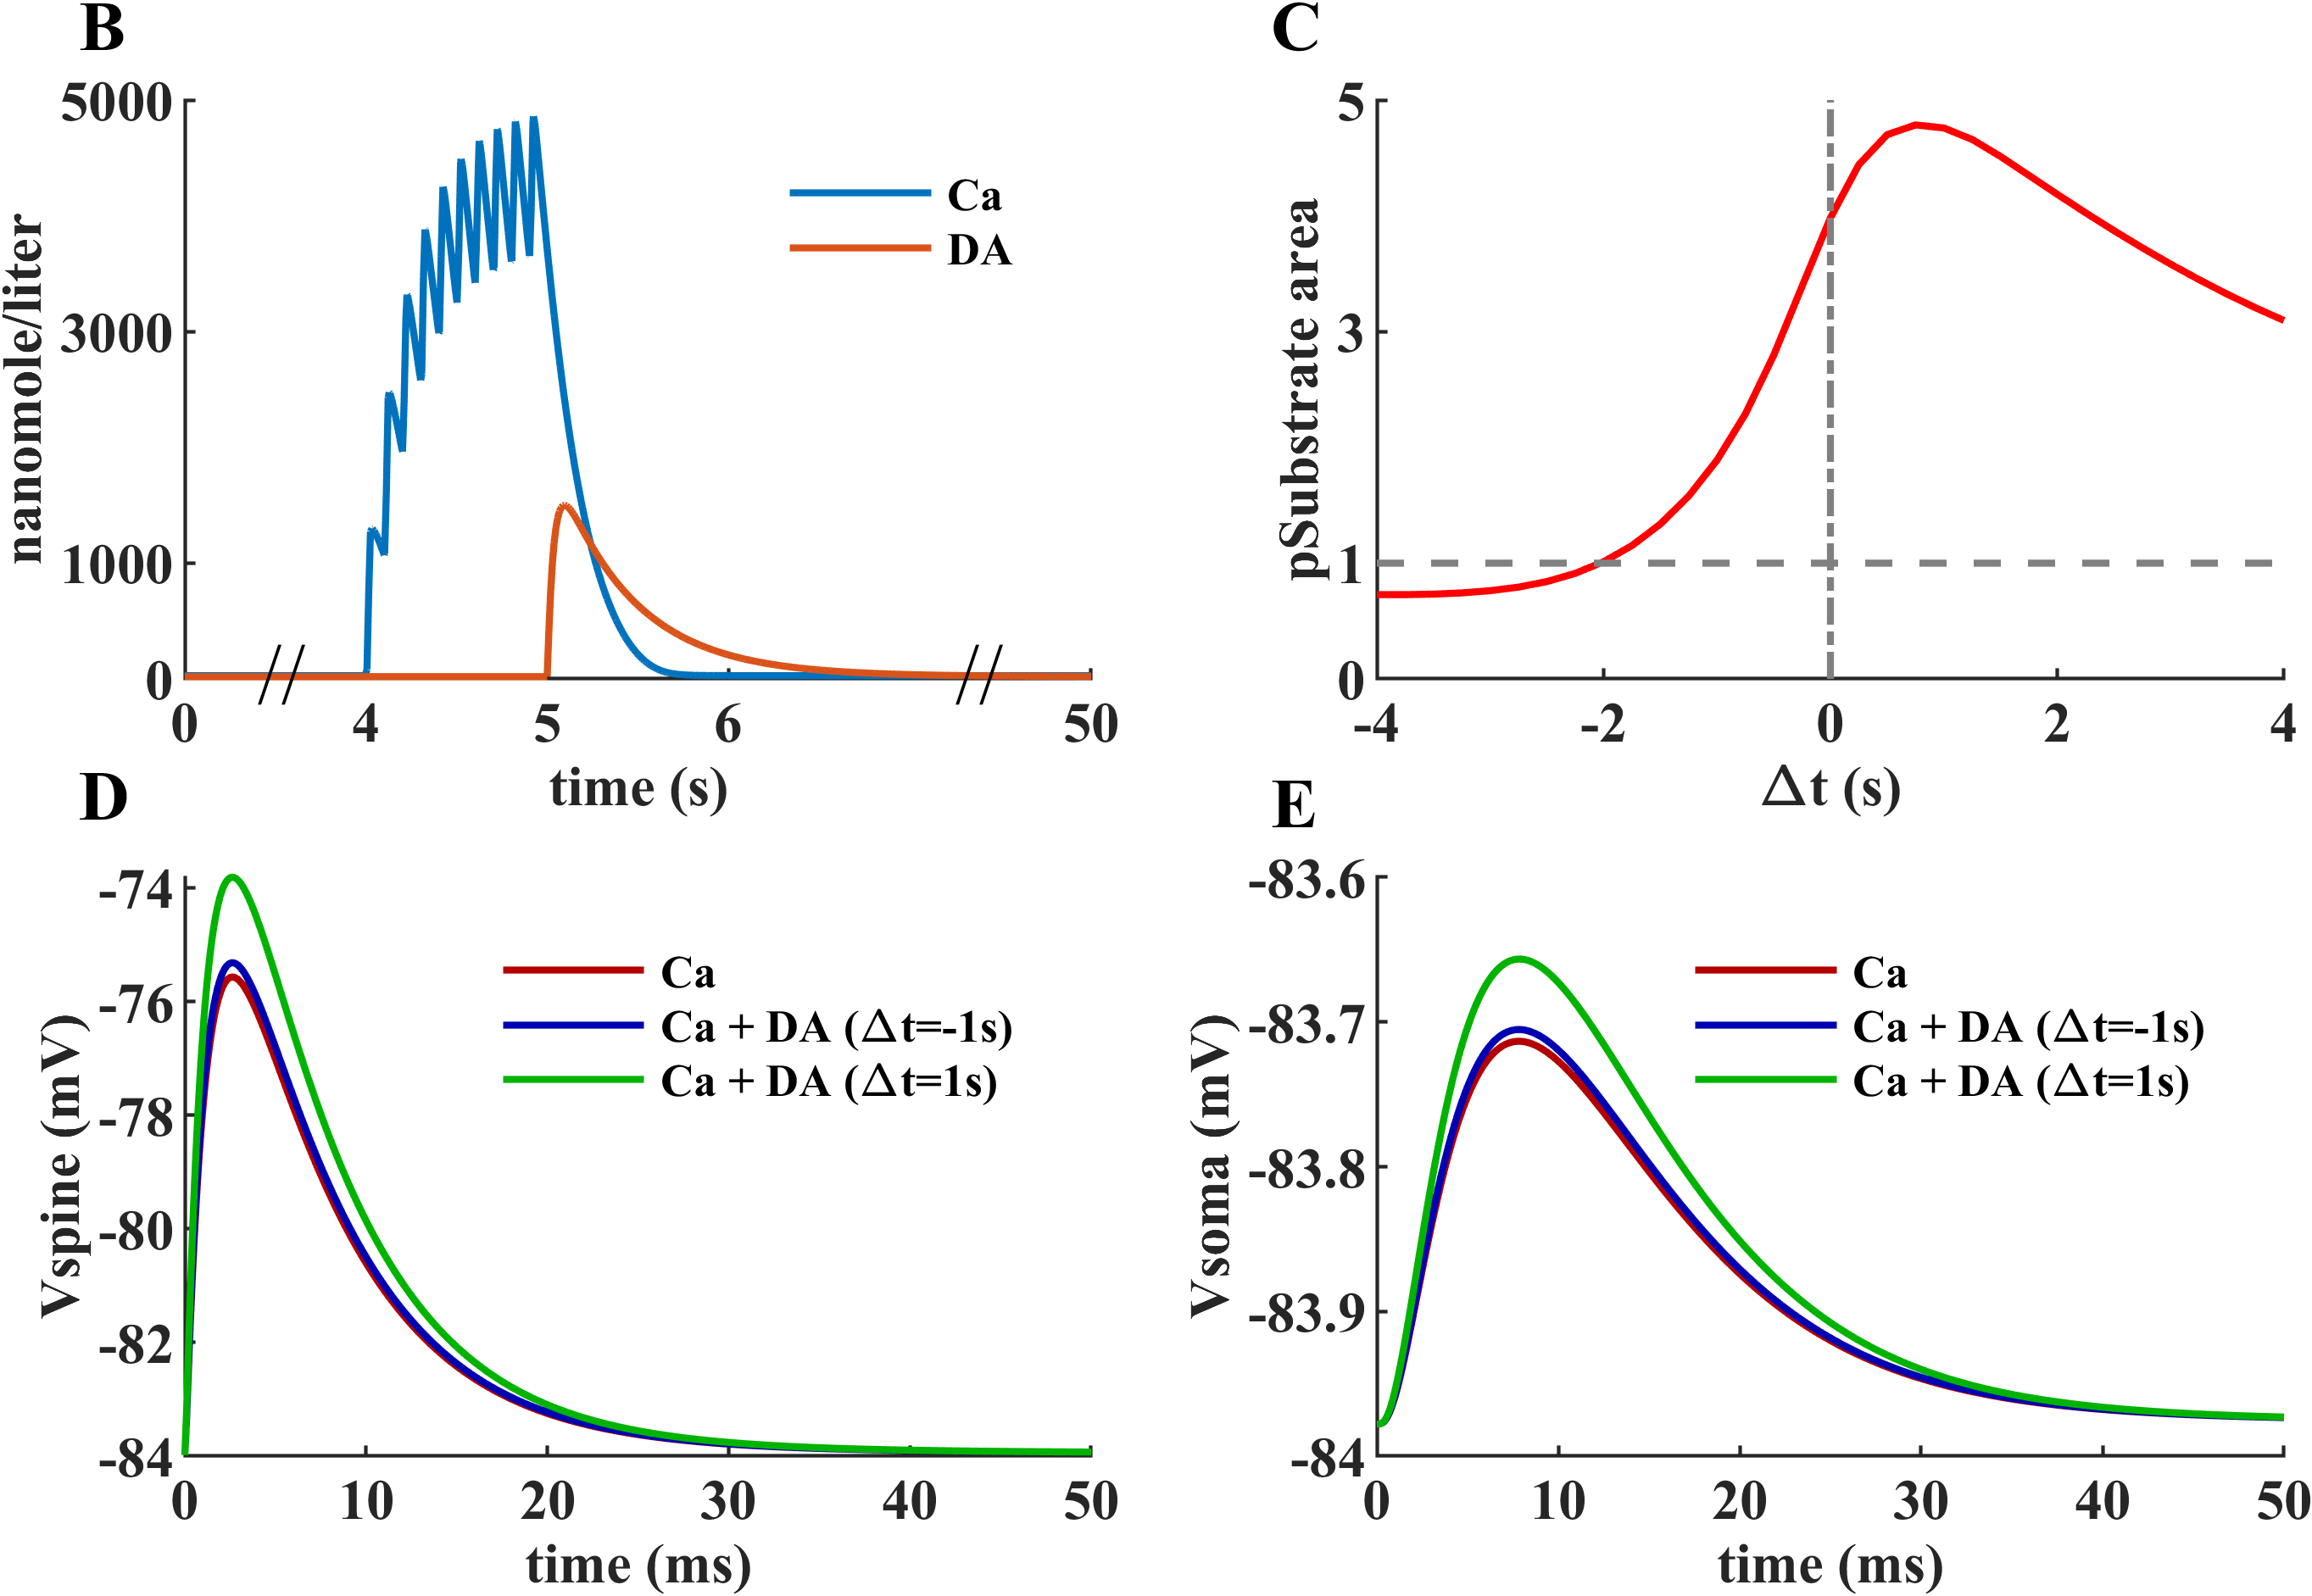 B
5000
3000
1000
0
nanomole/liter
Ca
DA
0
4
5
6
50
time (s)
C
5
3
1
0
pSubstrate area
-4
-2
0
2
4
Δt (s)
D
-74
-76
-78
-80
-82
-84
Vspine (mV)
Ca
Ca + DA (Δt=-1s)
Ca + DA (Δt=1s)
0
10
20
30
40
50
time (ms)
E
-83.6
-83.7
-83.8
-83.9
-84
Vsoma (mV)
Ca
Ca + DA (Δt=-1s)
Ca + DA (Δt=1s)
0
10
20
30
40
50
time (ms)